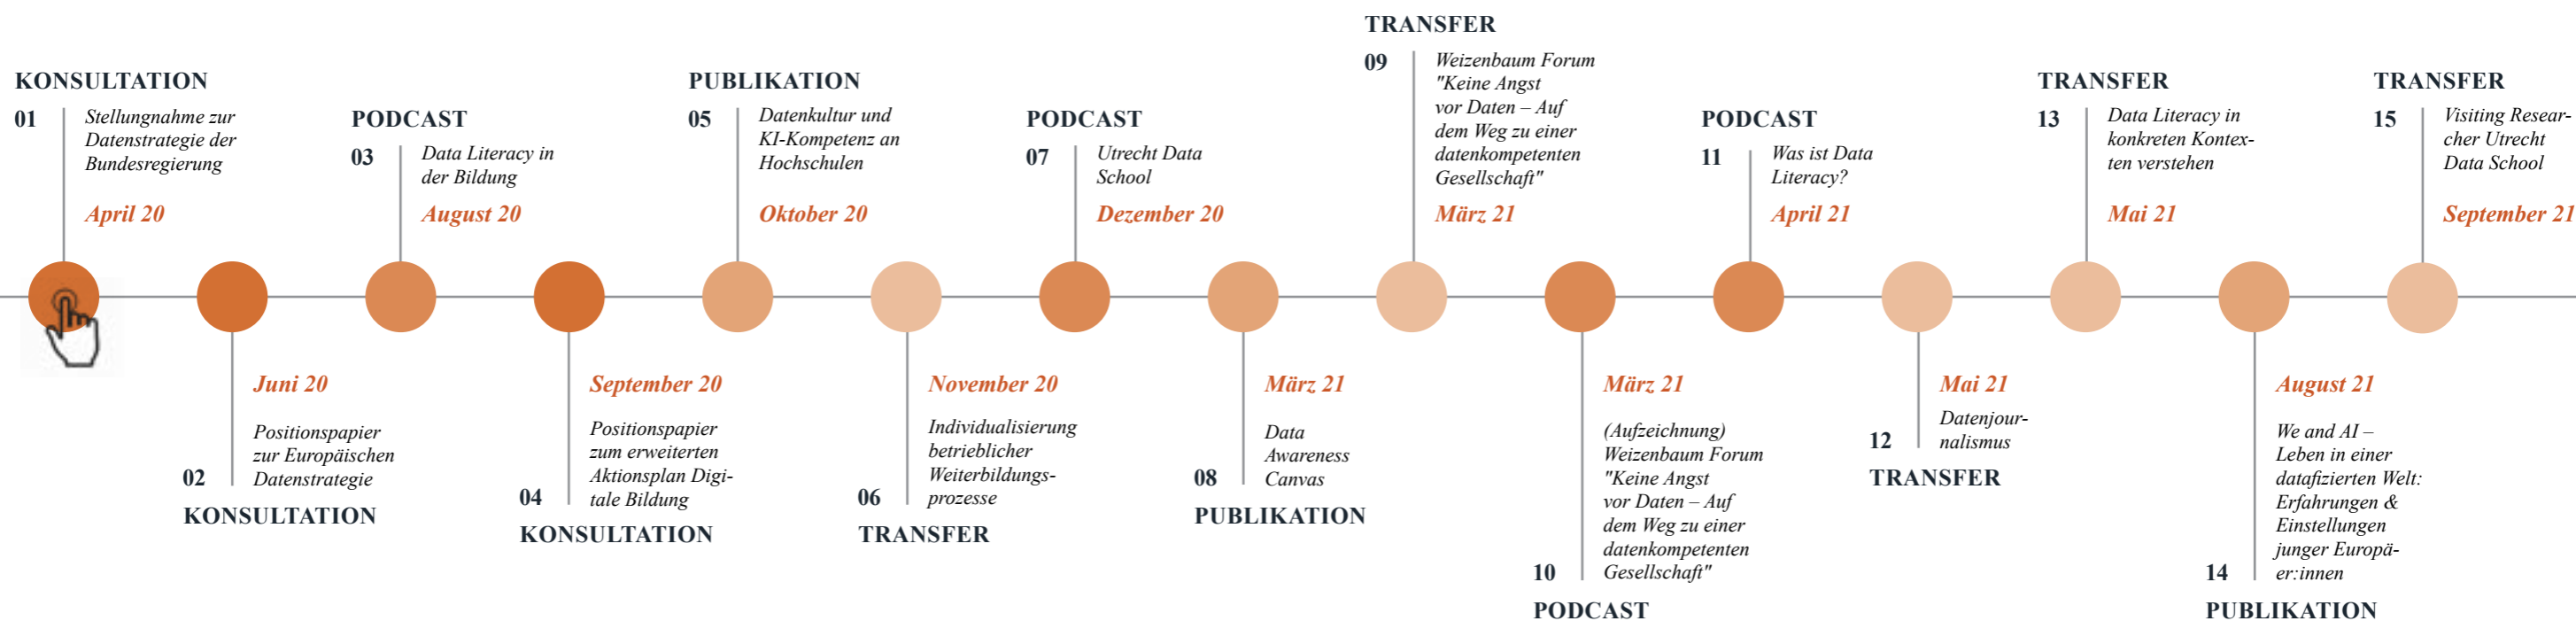 KONSULTATION
01
Stellungnahme zur
Datenstrategie der
Bundesregierung
April 20
Juni 20
Positionspapier
zur Europäischen
Datenstrategie
02
KONSULTATION
PODCAST
03
Data Literacy in
der Bildung
August 20
September 20
Positionspapier
zum erweiterten
Aktionsplan Digi-
tale Bildung
04
KONSULTATION
PUBLIKATION
05
Datenkultur und
KI-Kompetenz an
Hochschulen
Oktober 20
November 20
Individualisierung
betrieblicher
Weiterbildungs-
prozesse
06
TRANSFER
PODCAST
07
Utrecht Data
School
Dezember 20
März 21
Data
Awareness
Canvas
08
PUBLIKATION
TRANSFER
09
Weizenbaum Forum
"Keine Angst
vor Daten – Auf
dem Weg zu einer
datenkompetenten
Gesellschaft"
März 21
März 21
(Aufzeichnung)
Weizenbaum Forum
"Keine Angst
vor Daten – Auf
dem Weg zu einer
datenkompetenten
Gesellschaft"
10
PODCAST
PODCAST
11
Was ist Data
Literacy?
April 21
Mai 21
Datenjour-
nalismus
12
TRANSFER
TRANSFER
13
Data Literacy in
konkreten Kontex-
ten verstehen
Mai 21
August 21
We and AI –
Leben in einer
datafizierten Welt:
Erfahrungen &
Einstellungen
junger Europä-
er:innen
14
PUBLIKATION
TRANSFER
15
Visiting Resear-
cher Utrecht
Data School
September 21